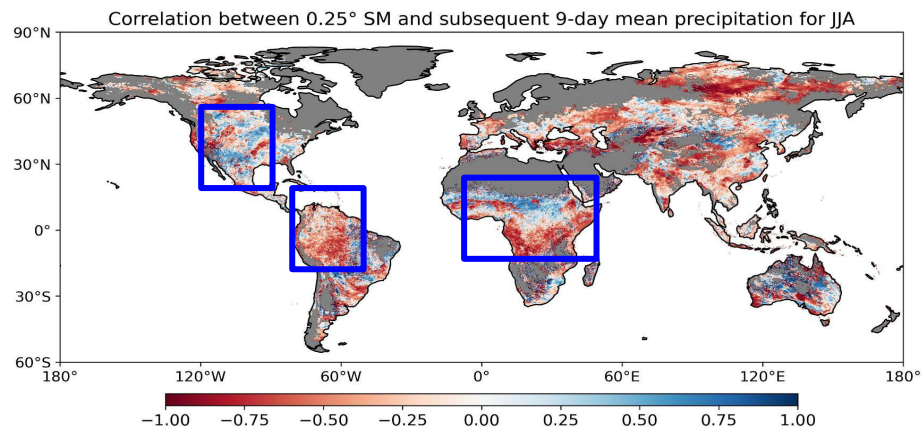 Correlation between 0.25° SM and subsequent 9-day mean precipitation for JJA
90°N
60°N
30°N
0°
30°S
60°S
180° 120°W 60°W 0° 60°E 120°E 180°
−1.00 −0.75 −0.50 −0.25 0.00 0.25 0.50 0.75 1.00